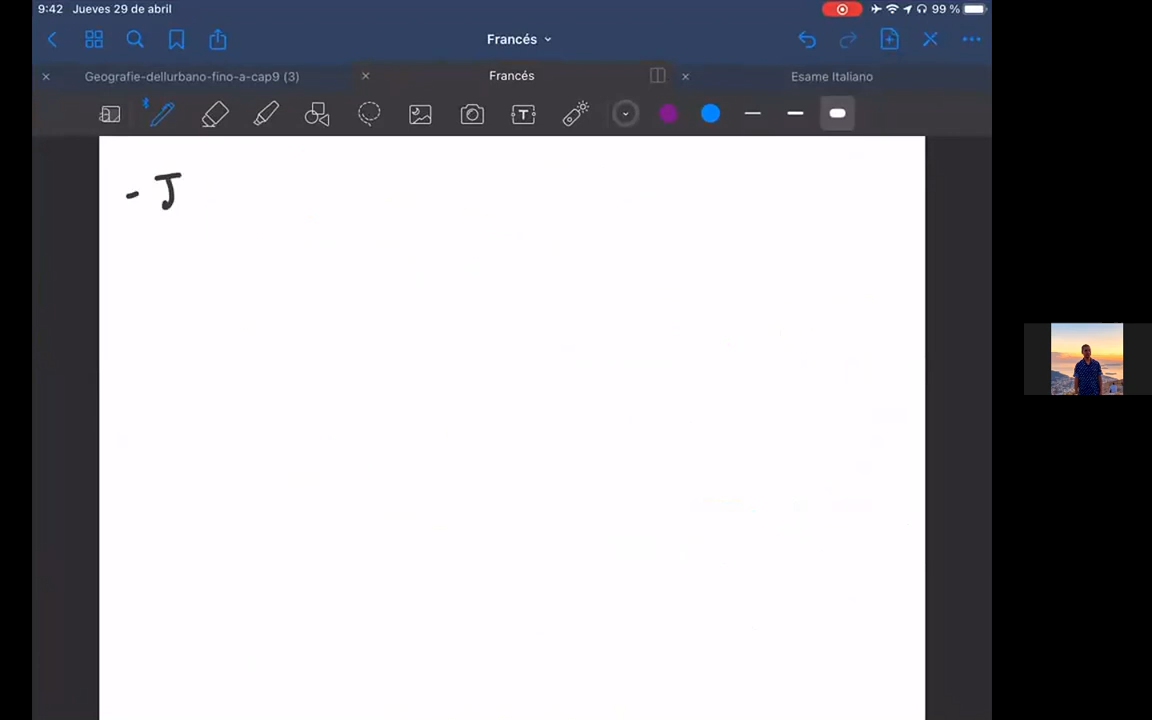 9:42 Jueves 29 de abril 99 %
Francés
Geografie-dellurbano-fino-a-cap9 (3) Francés Esame Italiano
T
- J